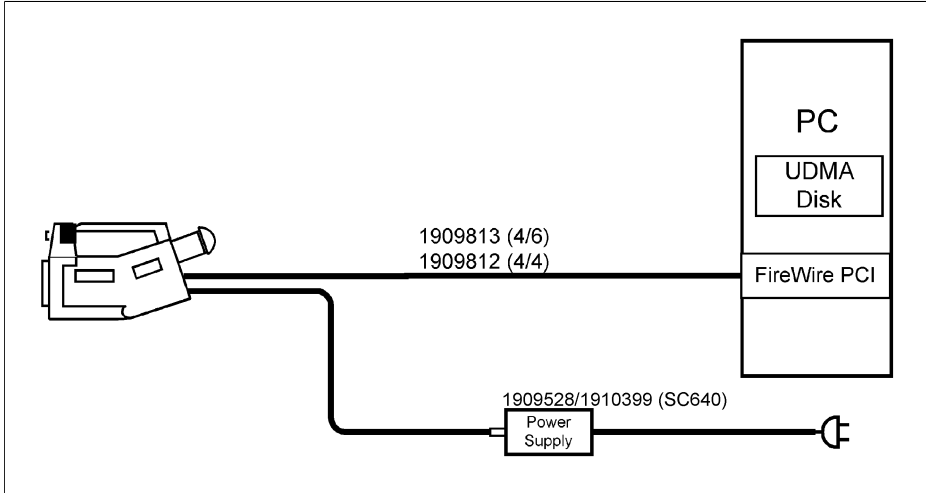 PC
UDMA
Disk
1909813 (4/6)
1909812 (4/4)
FireWire PCI
1909528/1910399 (SC640)
Power
Supply